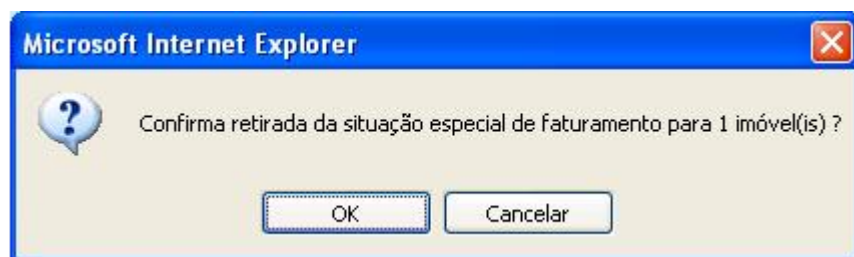 Microsoft Internet Explorer
Confirma retirada da situação especial de faturamento para 1 imóvel(is) ?
OK
Cancelar